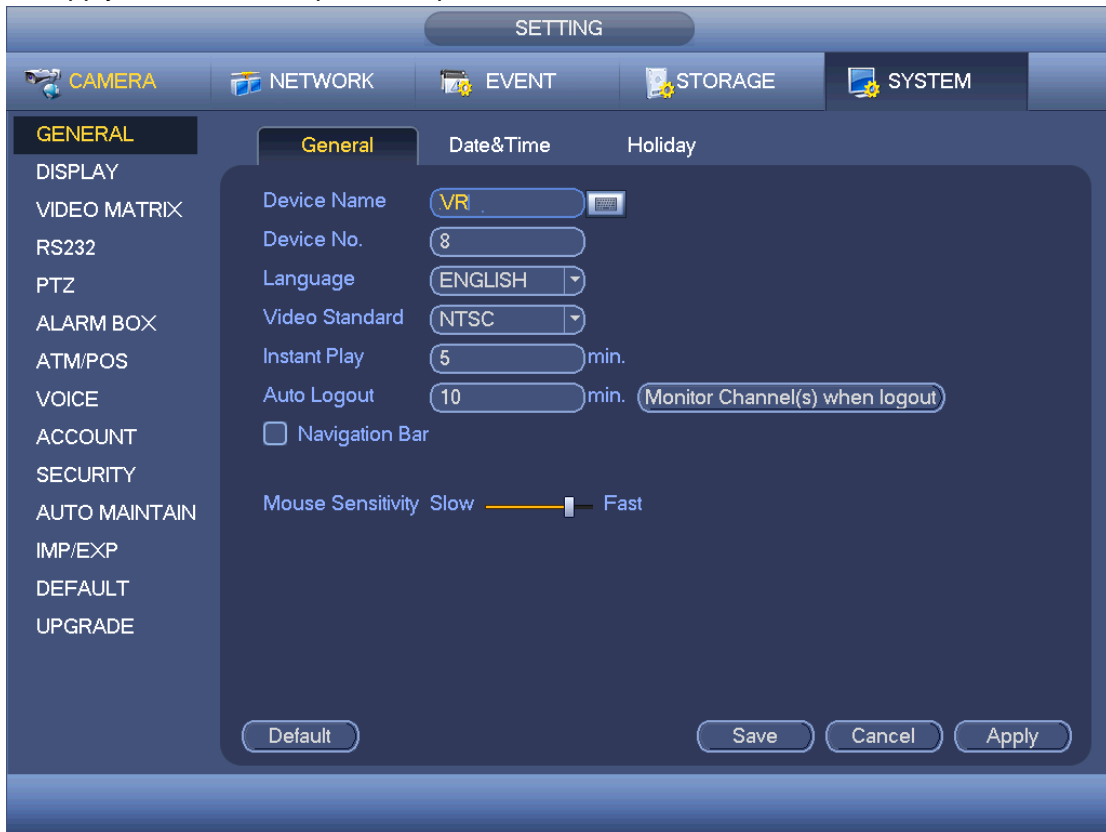 SETTING
CAMERA NETWORK EVENT STORAGE SYSTEM
GENERAL
DISPLAY
VIDEO MATRIX
RS232
PTZ
ALARM BOX
ATM/POS
VOICE
ACCOUNT
SECURITY
AUTO MAINTAIN
IMP/EXP
DEFAULT
UPGRADE
General Date&Time Holiday
Device Name VR
Device No. 8
Language ENGLISH
Video Standard NTSC
Instant Play 5 min.
Auto Logout 10 min. Monitor Channel(s) when logout
Navigation Bar
Mouse Sensitivity Slow Fast
Default Save Cancel Apply